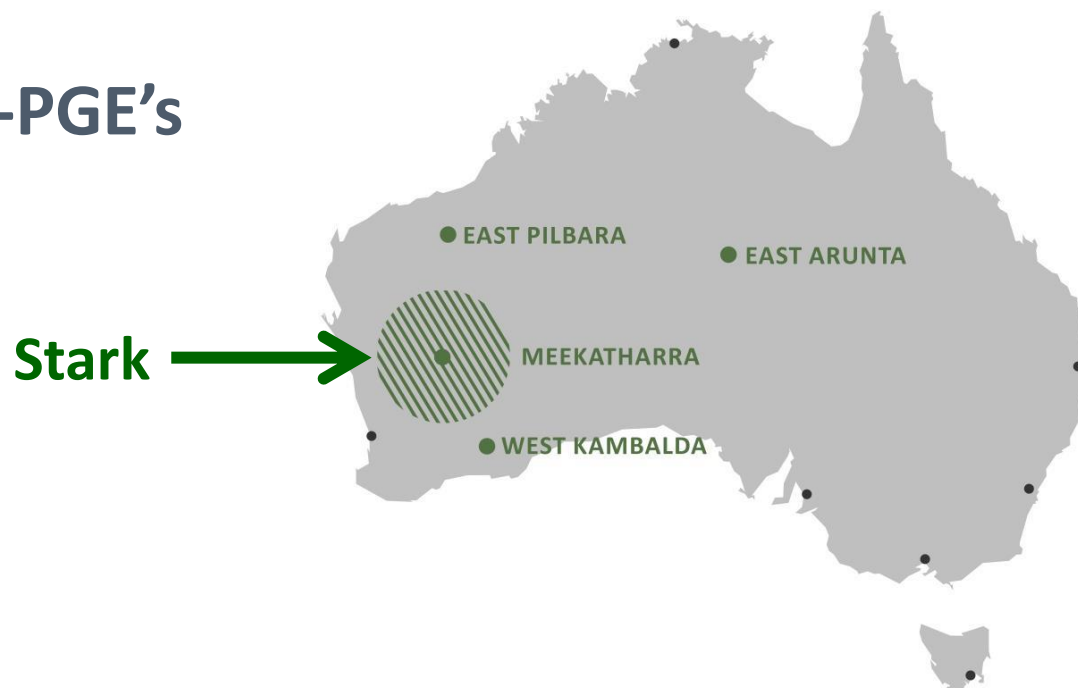 -PGE’s
EAST PILBARA
EAST ARUNTA
Stark
MEEKATHARRA
WEST KAMBALDA